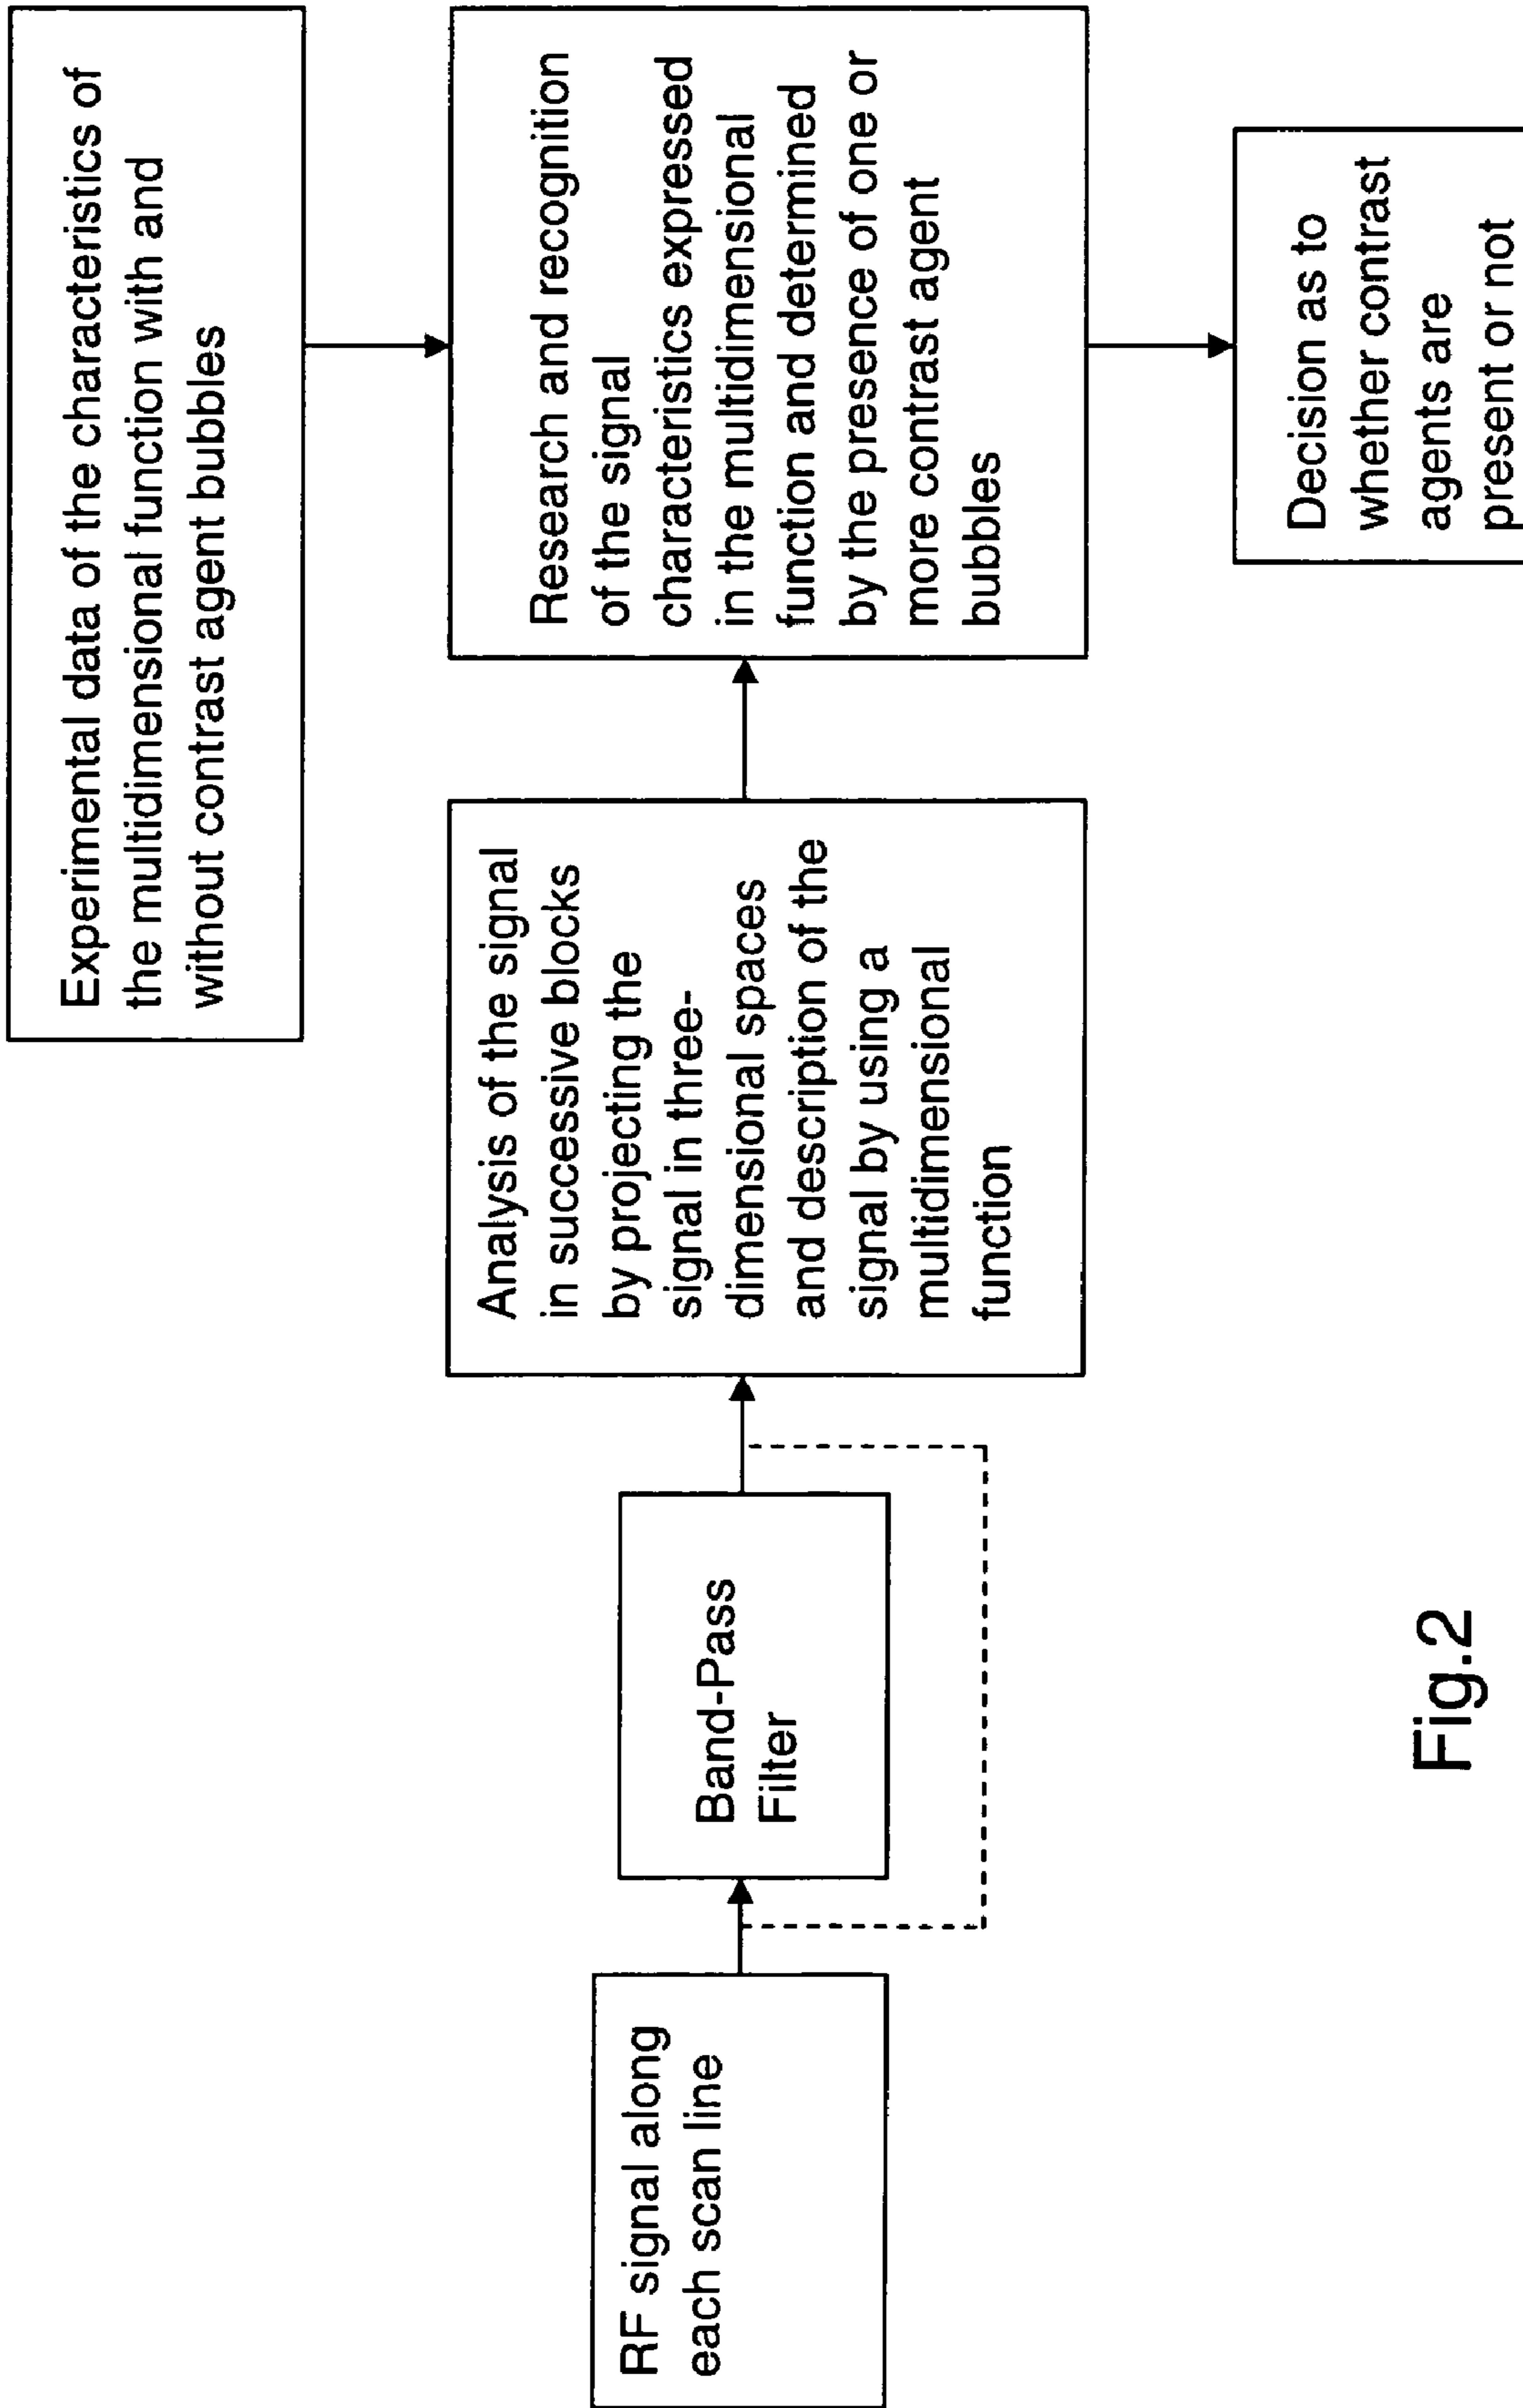 RF signal along
each scan line
Band-Pass
Filter
Analysis of the signal
in successive blocks
by projecting the
signal in three-
dimensional spaces
and description of the
signal by using a
multidimensional
function
Experimental data of the characteristics of
the multidimensional function with and
without contrast agent bubbles
Research and recognition
of the signal
characteristics expressed
in the multidimensional
function and determined
by the presence of one or
more contrast agent
bubbles
Decision as to
whether contrast
agents are
present or not
Fig.2